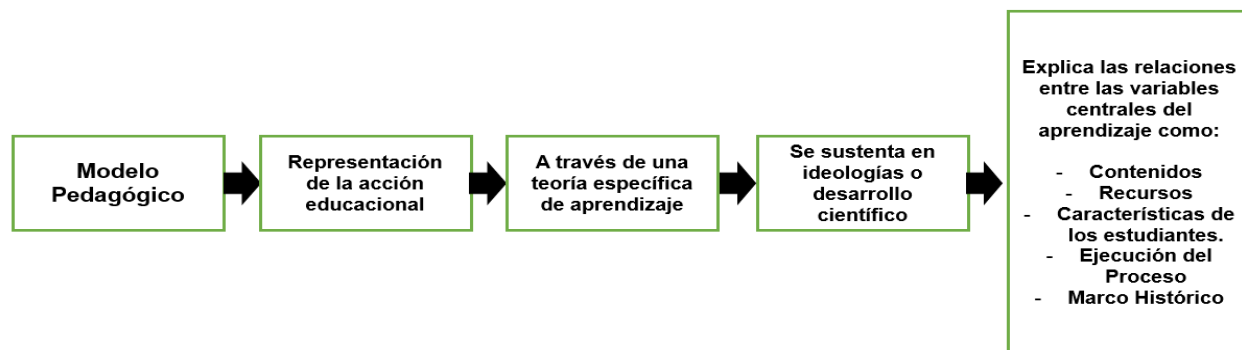 Modelo
Pedagógico
Representación
de la acción
educacional
A través de una
teoría específica
de aprendizaje
Se sustenta en
ideologías o
desarrollo
científico
Explica las relaciones
entre las variables
centrales del
aprendizaje como:
- Contenidos
- Recursos
- Características de
los estudiantes.
- Ejecución del
Proceso
- Marco Histórico